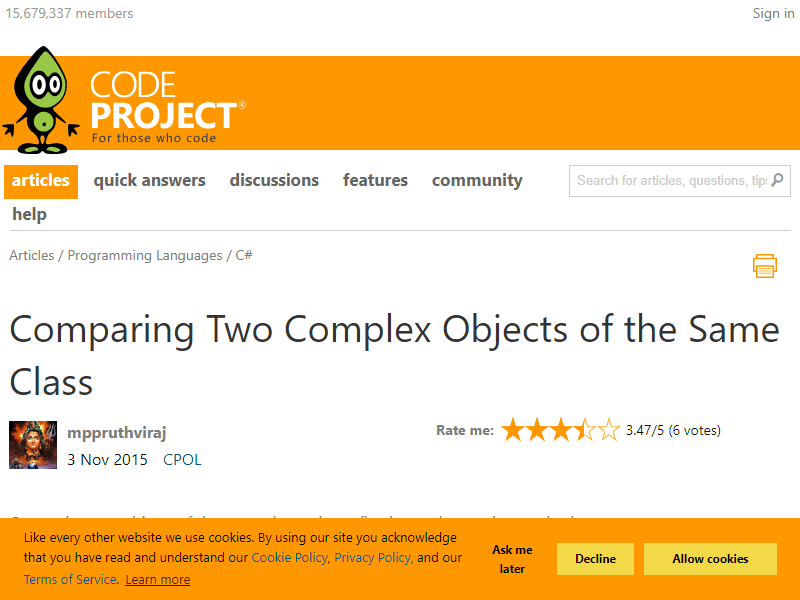 15,679,337 members
Sign in
CODE
PROJECT®
For those who code
articles quick answers discussions features community
Search for articles, questions, tip
help
Articles / Programming Languages / C#
Comparing Two Complex Objects of the Same
Class
mppruthviraj
Rate me: 3.47/5 (6 votes)
3 Nov 2015 CPOL
Like every other website we use cookies. By using our site you acknowledge
that you have read and understand our Cookie Policy, Privacy Policy, and our
Terms of Service. Learn more
Ask me
later
Decline
Allow cookies